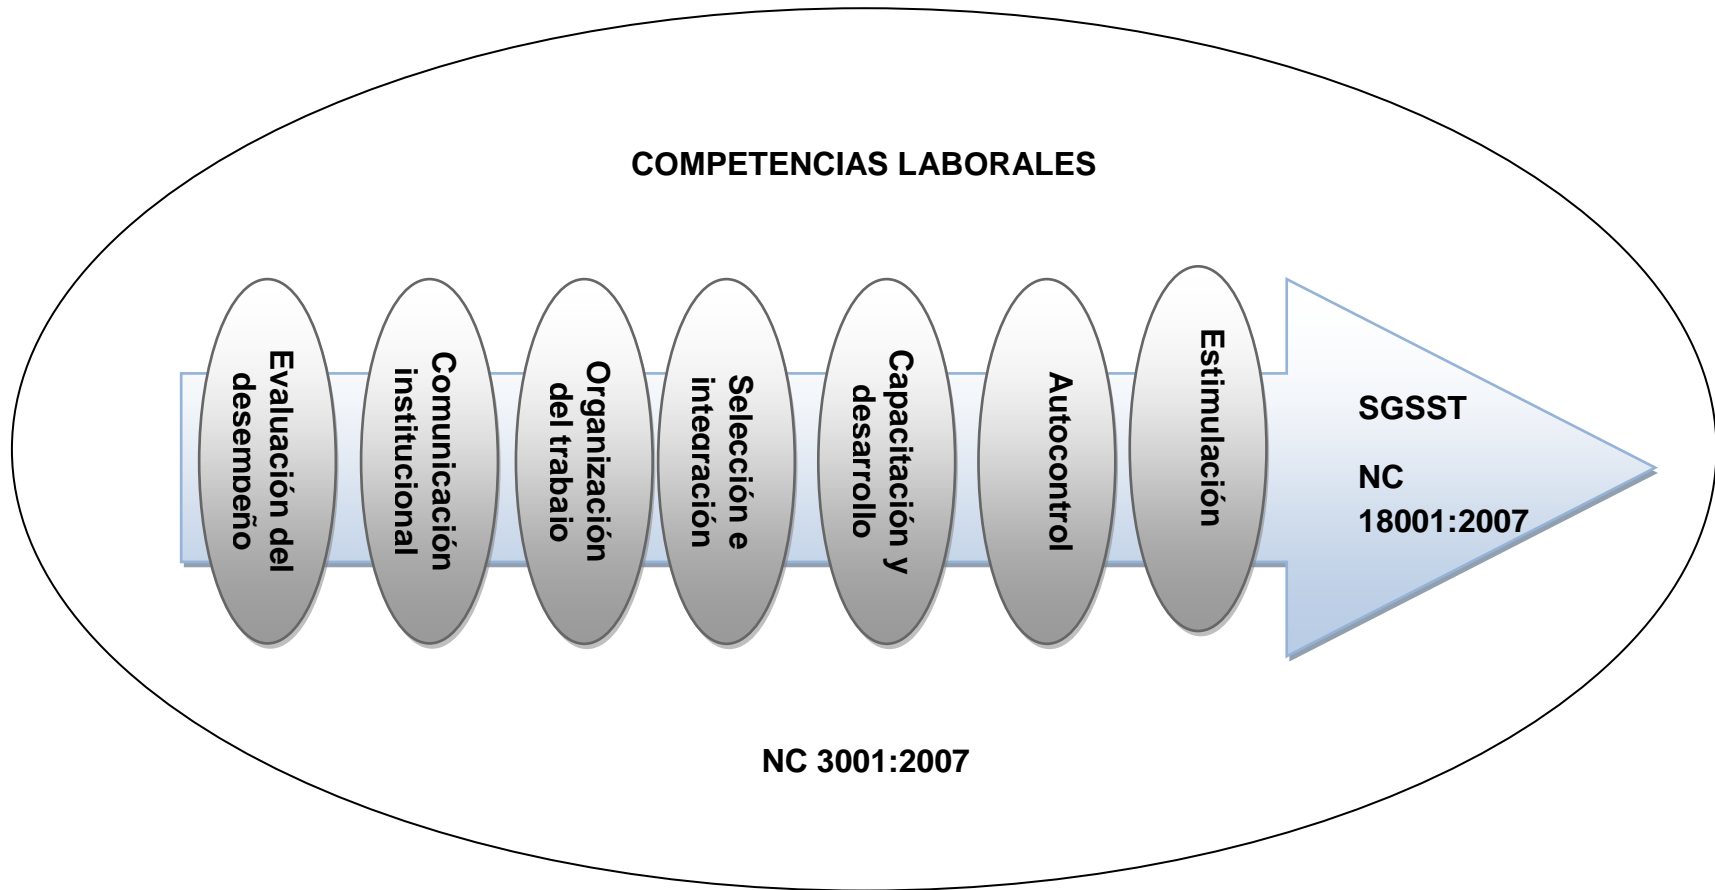 COMPETENCIAS LABORALES
Evaluación del
desempeño
Comunicación
institucional
Organización
del trabajo
Selección e
integración
Capacitación y
desarrollo
Autocontrol
Estimulación
SGSST
NC
18001:2007
NC 3001:2007